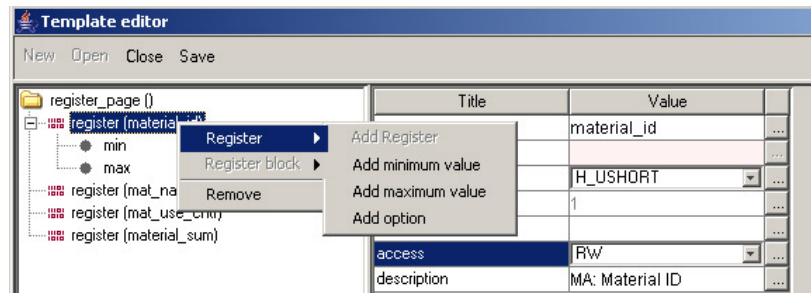 Template editor
New Open Close Save
register_page ()
register (material_id)
min
max
register (mat_na
register (mat_use_cntr)
register (material_sum)
Register
Register block
Remove
Add Register
Add minimum value
Add maximum value
Add option
Title Value
material_id ...
...
H_USHORT ...
1 ...
...
access RW ...
description MA: Material ID ...